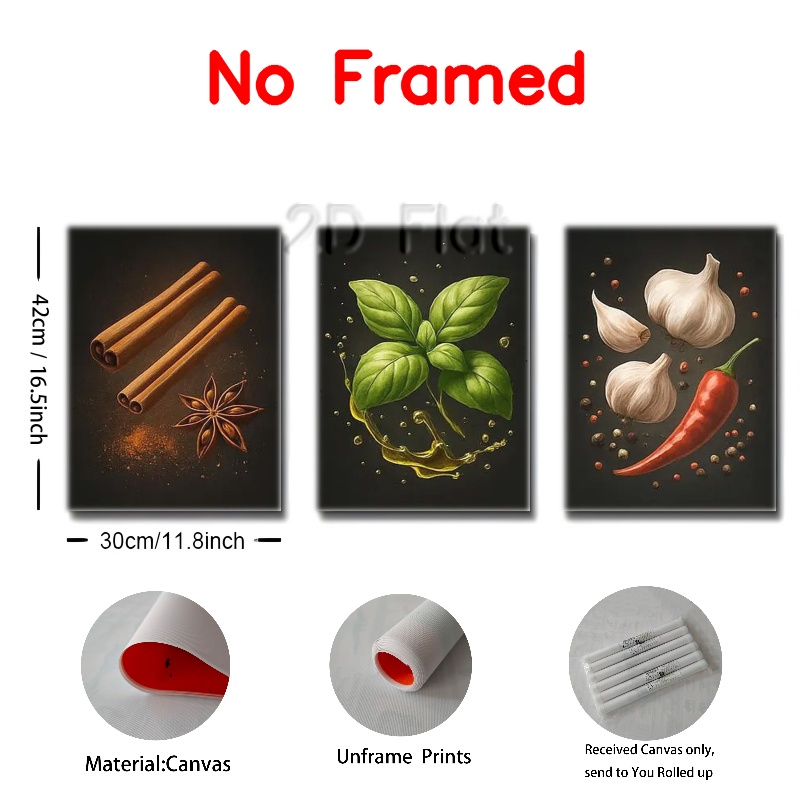 No Framed
2D Flat
42cm / 16.5inch
30cm/11.8inch
Material:Canvas
Unframe Prints
Received Canvas only,
send to You Rolled up